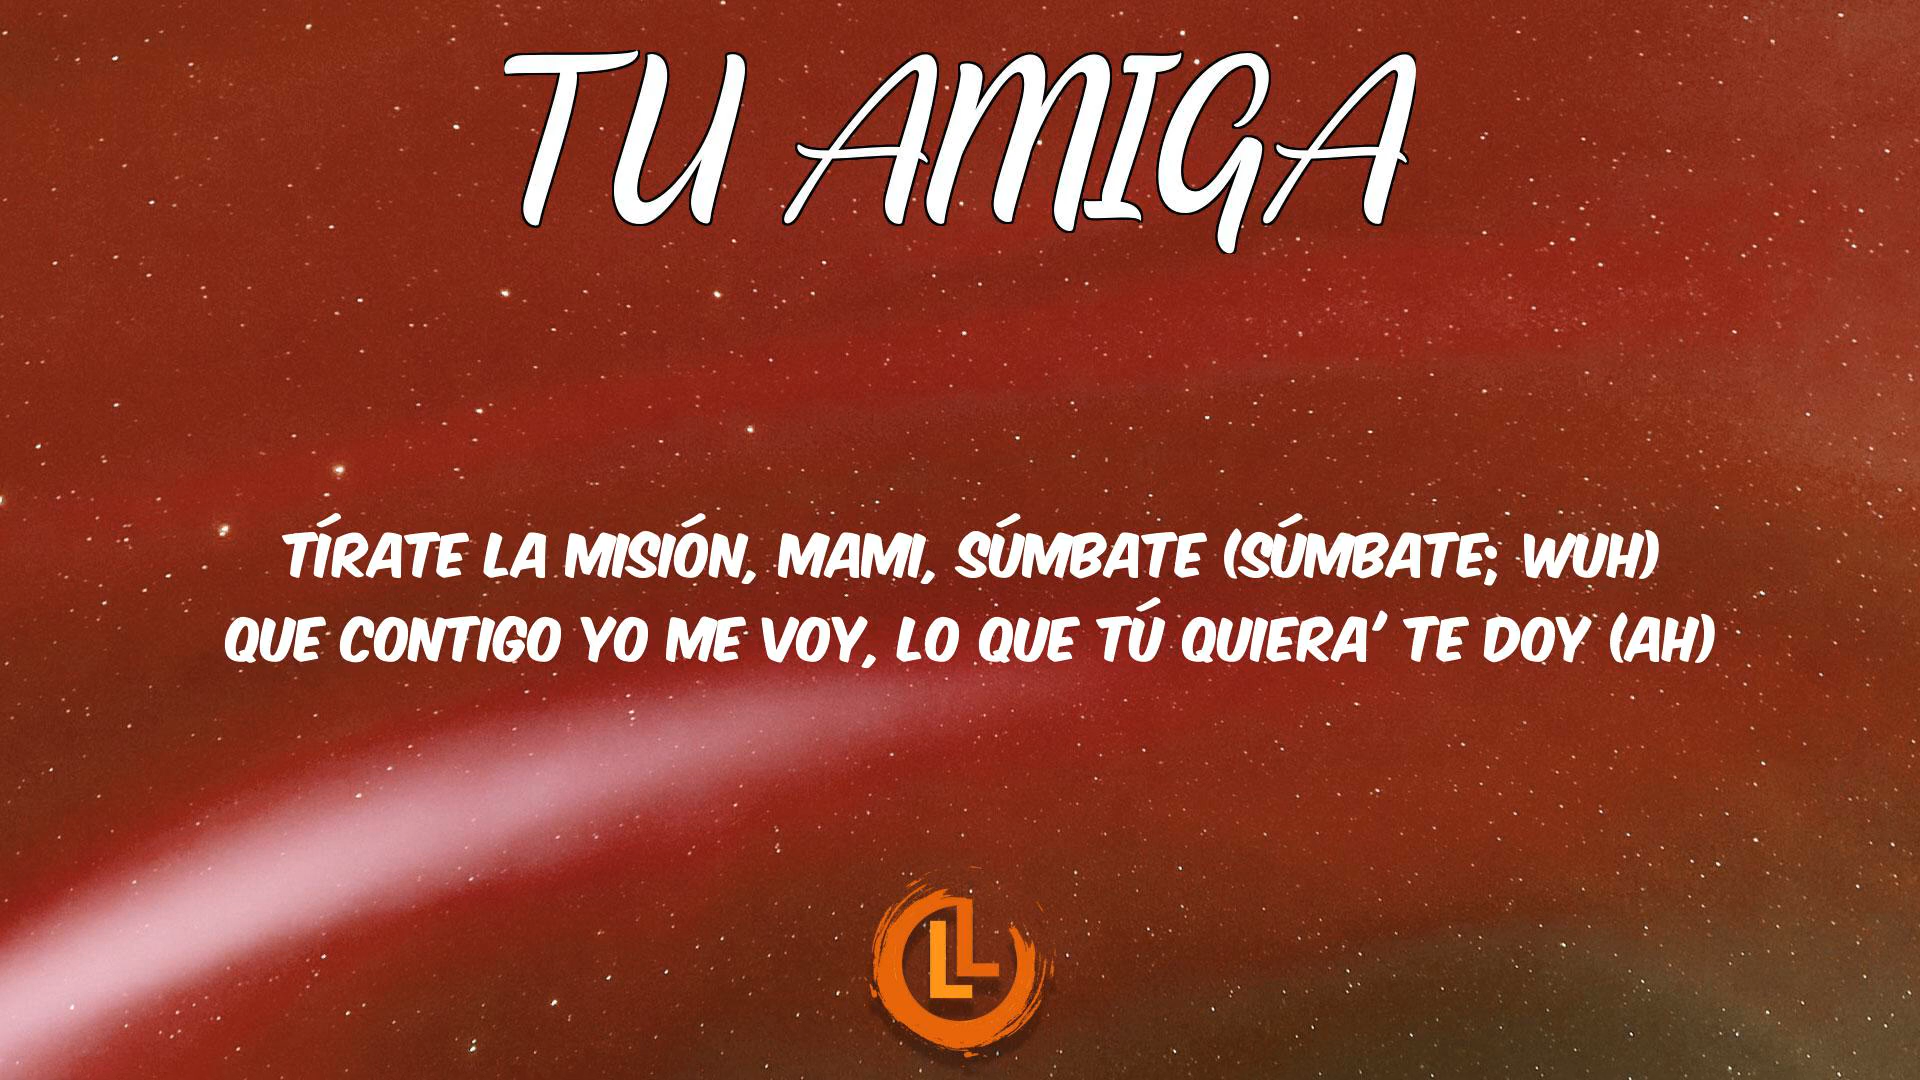 TU AMIGA
TÍRATE LA MISIÓN, MAMI, SÚMBATE (SÚMBATE; WUH)
QUE CONTIGO YO ME VOY, LO QUE TÚ QUIERA' TE DOY (AH)
LL